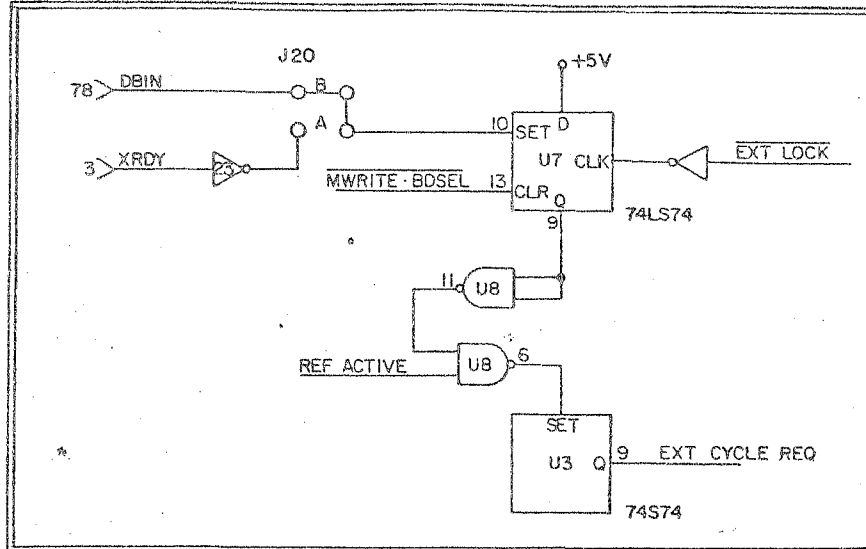 J20
+5V
78 DBIN
B
A
10 SET D
U7 CLK
EXT LOCK
3 XRDY
23
MWRITE·BDSEL 13 CLR
Q
9
74LS74
11
U8
U8
6
REF ACTIVE
SET
U3 Q
9 EXT CYCLE REQ
74S74